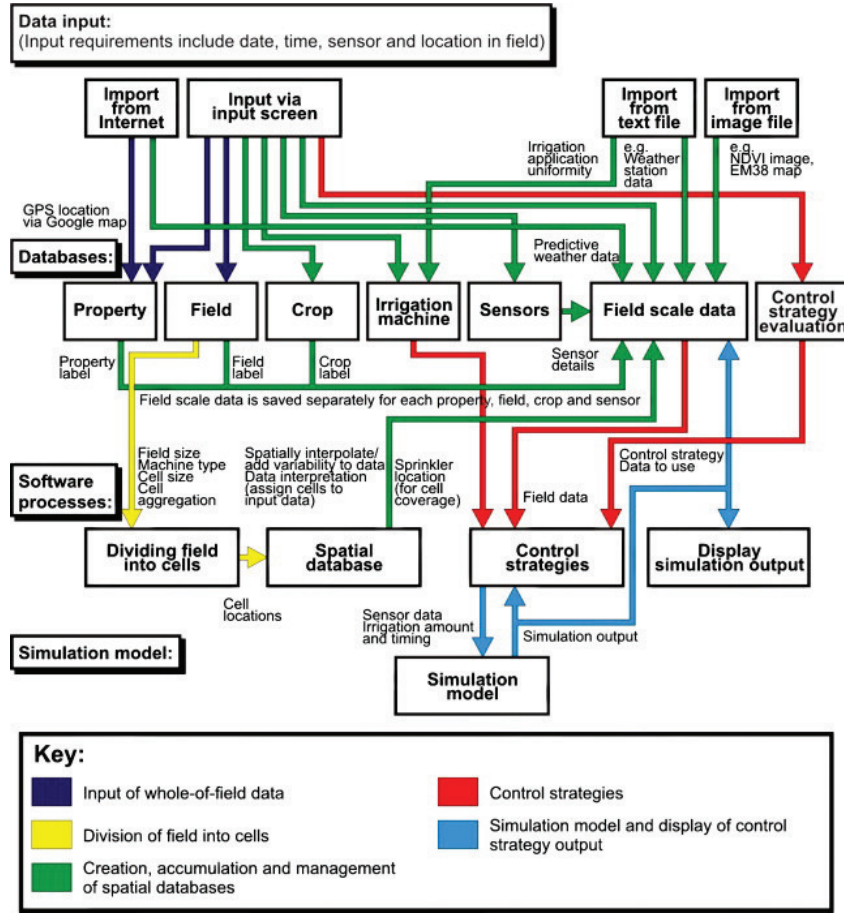 Data input:
(Input requirements include date, time, sensor and location in field)
Import
from
Internet
Input via
input screen
Import
from
text file
Import
from
image file
Irrigation
application
uniformity
e.g.
Weather
station
data
e.g.
NDVI image,
EM38 map
GPS location
via Google map
Predictive
weather data
Databases:
Property
Field
Crop
Irrigation
machine
Sensors
Field scale data
Control
strategy
evaluation
Property
label
Field
label
Crop
label
Sensor
details
Field scale data is saved separately for each property, field, crop and sensor
Field size
Machine type
Cell size
Cell
aggregation
Spatially interpolate/
add variability to data
Data interpretation
(assign cells to
input data)
Sprinkler
location
(for cell
coverage)
Control strategy
Data to use
Field data
Software
processes:
Dividing field
into cells
Spatial
database
Control
strategies
Display
simulation output
Cell
locations
Sensor data
Irrigation amount
and timing
Simulation output
Simulation model:
Simulation
model
Key:
Input of whole-of-field data
Division of field into cells
Creation, accumulation and management
of spatial databases
Control strategies
Simulation model and display of control
strategy output